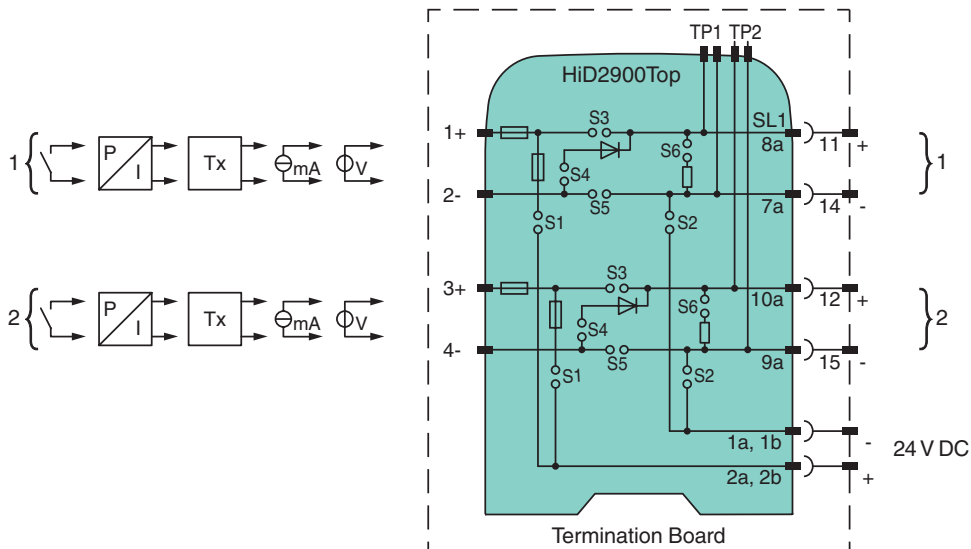 TP1 TP2
HiD2900Top
1+ S3 SL1
8a 11 +
1 P I Tx mA V S4 S6 1
2- S5 7a 14 -
S1 S2
3+ S3 10a 12 +
2 P I Tx mA V S4 S6 2
4- S5 9a 15 -
S1 S2
1a, 1b - 24 V DC
2a, 2b +
Termination Board